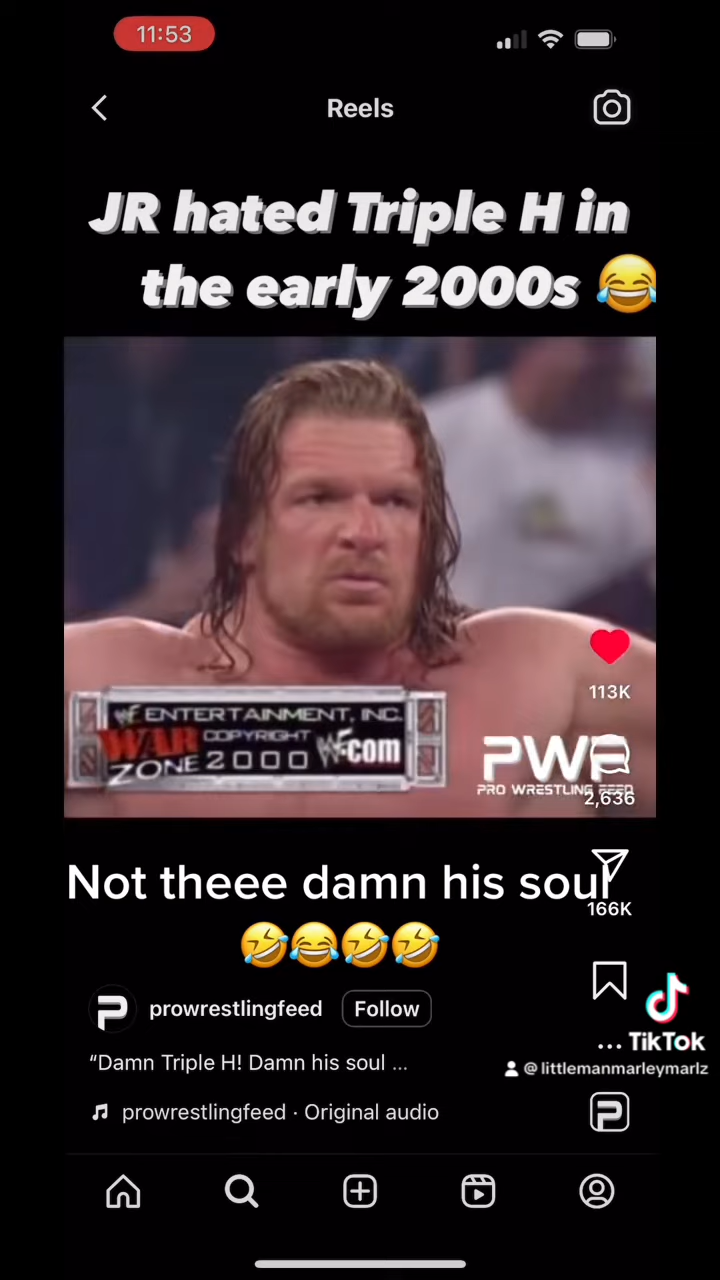 11:53
Reels
JR hated Triple H in
the early 2000s 😂
113K
WF ENTERTAINMENT, INC.
WAR
ZONE
COPYRIGHT
2000
WF.com
PWF
PRO WRESTLING FEED
2,636
Not theee damn his soul
🤣😂🤣🤣
166K
prowrestlingfeed
Follow
“Damn Triple H! Damn his soul ...
...
TikTok
@littlemanmarleymarlz
prowrestlingfeed · Original audio